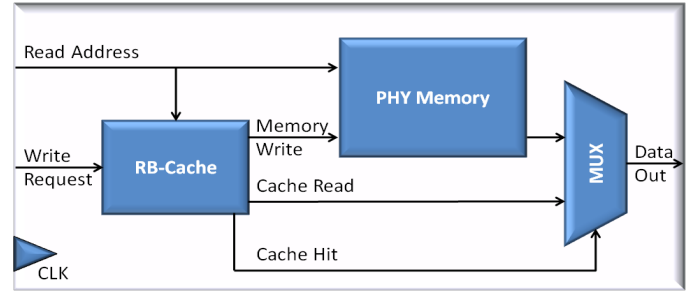 Read Address
PHY Memory
Memory
Write
Write
Request
RB-Cache
Cache Read
MUX
Data
Out
Cache Hit
CLK